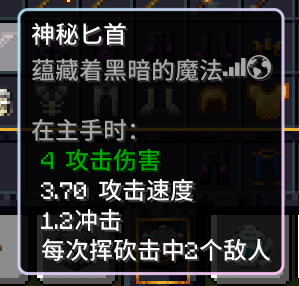 神秘匕首
蕴藏着黑暗的魔法
在主手时：
4 攻击伤害
3.70 攻击速度
1.2冲击
每次挥砍击中2个敌人